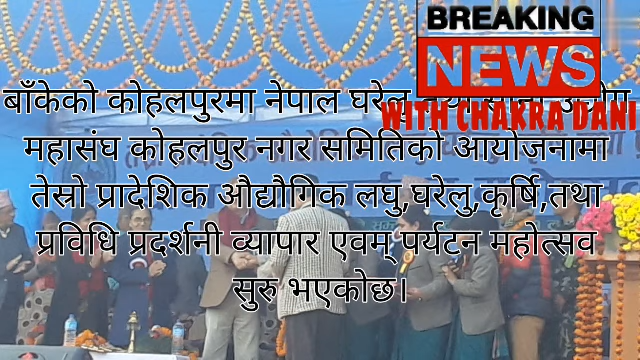 BREAKING
NEWS
WITH CHAKRA DANI
बाँकेको कोहलपुरमा नेपाल घरेलु तथा
महासंघ कोहलपुर नगर समितिको आयोजनामा
तेस्रो प्रादेशिक औद्यौगिक लघु,घरेलु,कृर्षि,तथा
प्रविधि प्रदर्शनी व्यापार एवम् पर्यटन महोत्सव
सुरु भएकोछ।